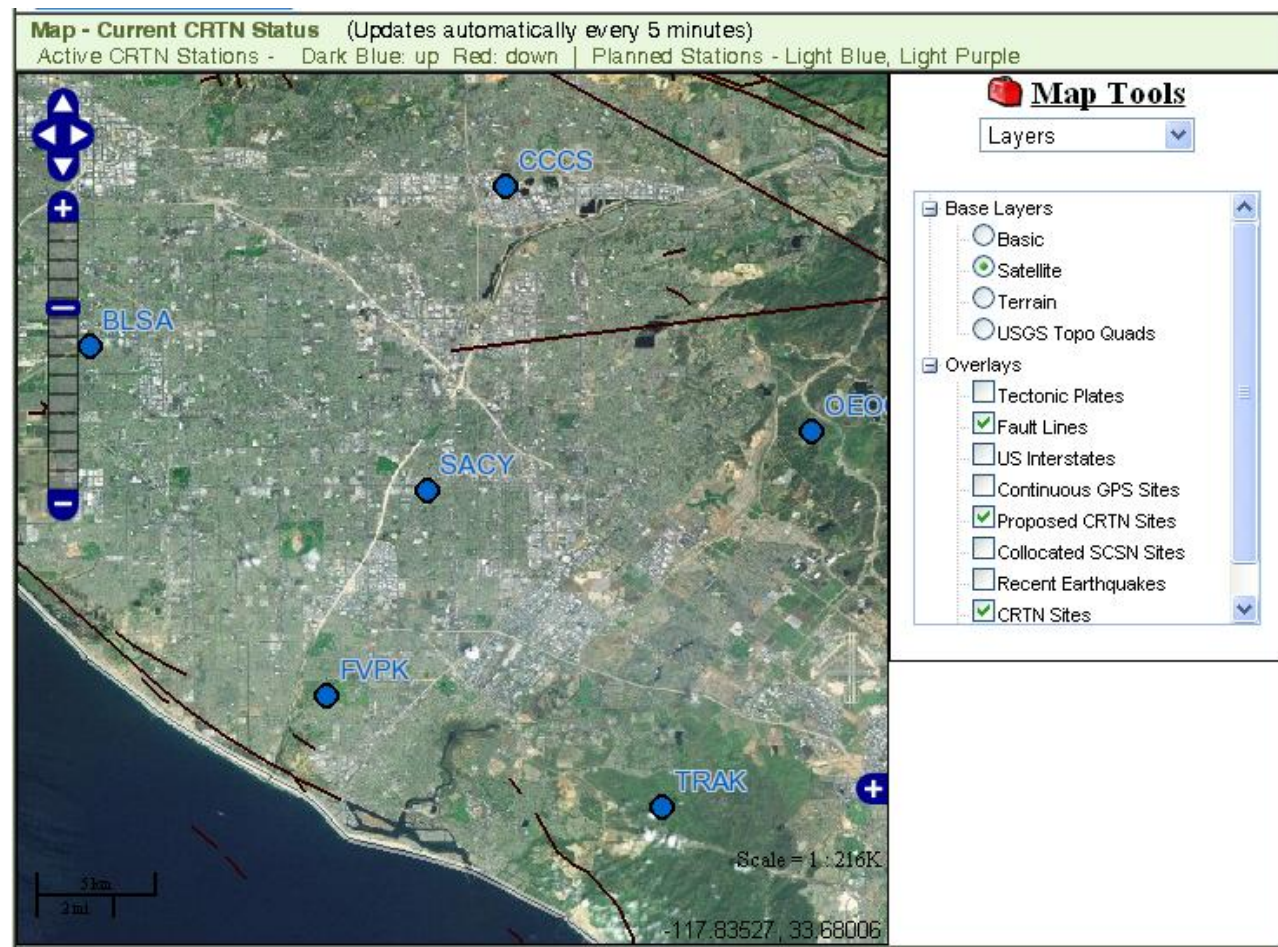 Map - Current CRTN Status (Updates automatically every 5 minutes)
Active CRTN Stations - Dark Blue: up Red: down | Planned Stations - Light Blue, Light Purple
Map Tools
Layers
Base Layers
Basic
Satellite
Terrain
USGS Topo Quads
Overlays
Tectonic Plates
Fault Lines
US Interstates
Continuous GPS Sites
Proposed CRTN Sites
Collocated SCSN Sites
Recent Earthquakes
CRTN Sites
CCCS
BLSA
OEO
SACY
FVPK
TRAK
Scale = 1 : 216K
5 km
2 mi
-117.83527, 33.68006